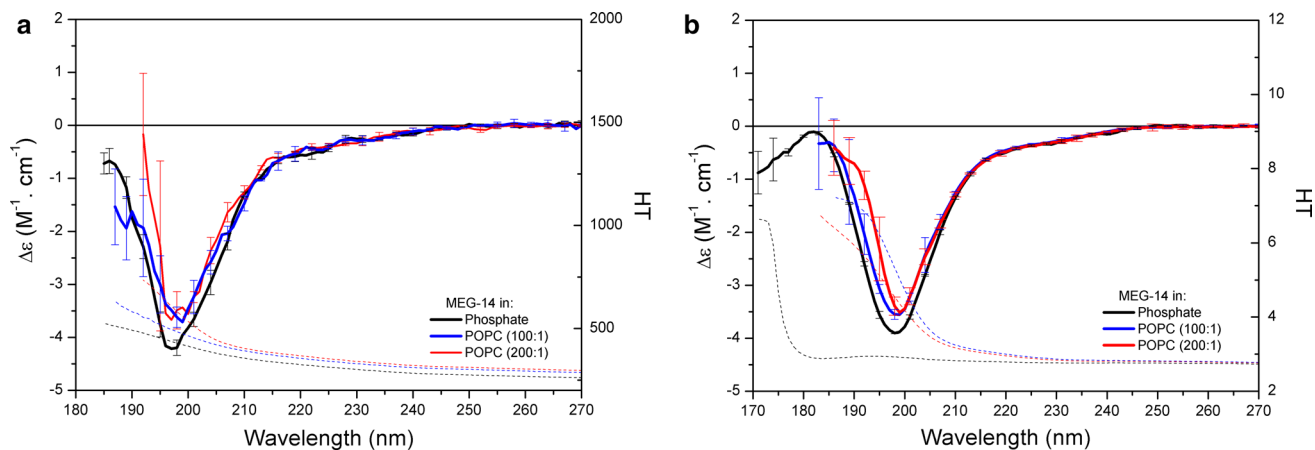 a
2
1
0
-1
-2
-3
-4
-5
Δε (M⁻¹. cm⁻¹)
2000
1500
1000
500
HT
MEG-14 in:
Phosphate
POPC (100:1)
POPC (200:1)
180 190 200 210 220 230 240 250 260 270
Wavelength (nm)
b
2
1
0
-1
-2
-3
-4
-5
Δε (M⁻¹. cm⁻¹)
12
10
8
6
4
2
HT
MEG-14 in:
Phosphate
POPC (100:1)
POPC (200:1)
170 180 190 200 210 220 230 240 250 260 270
Wavelength (nm)